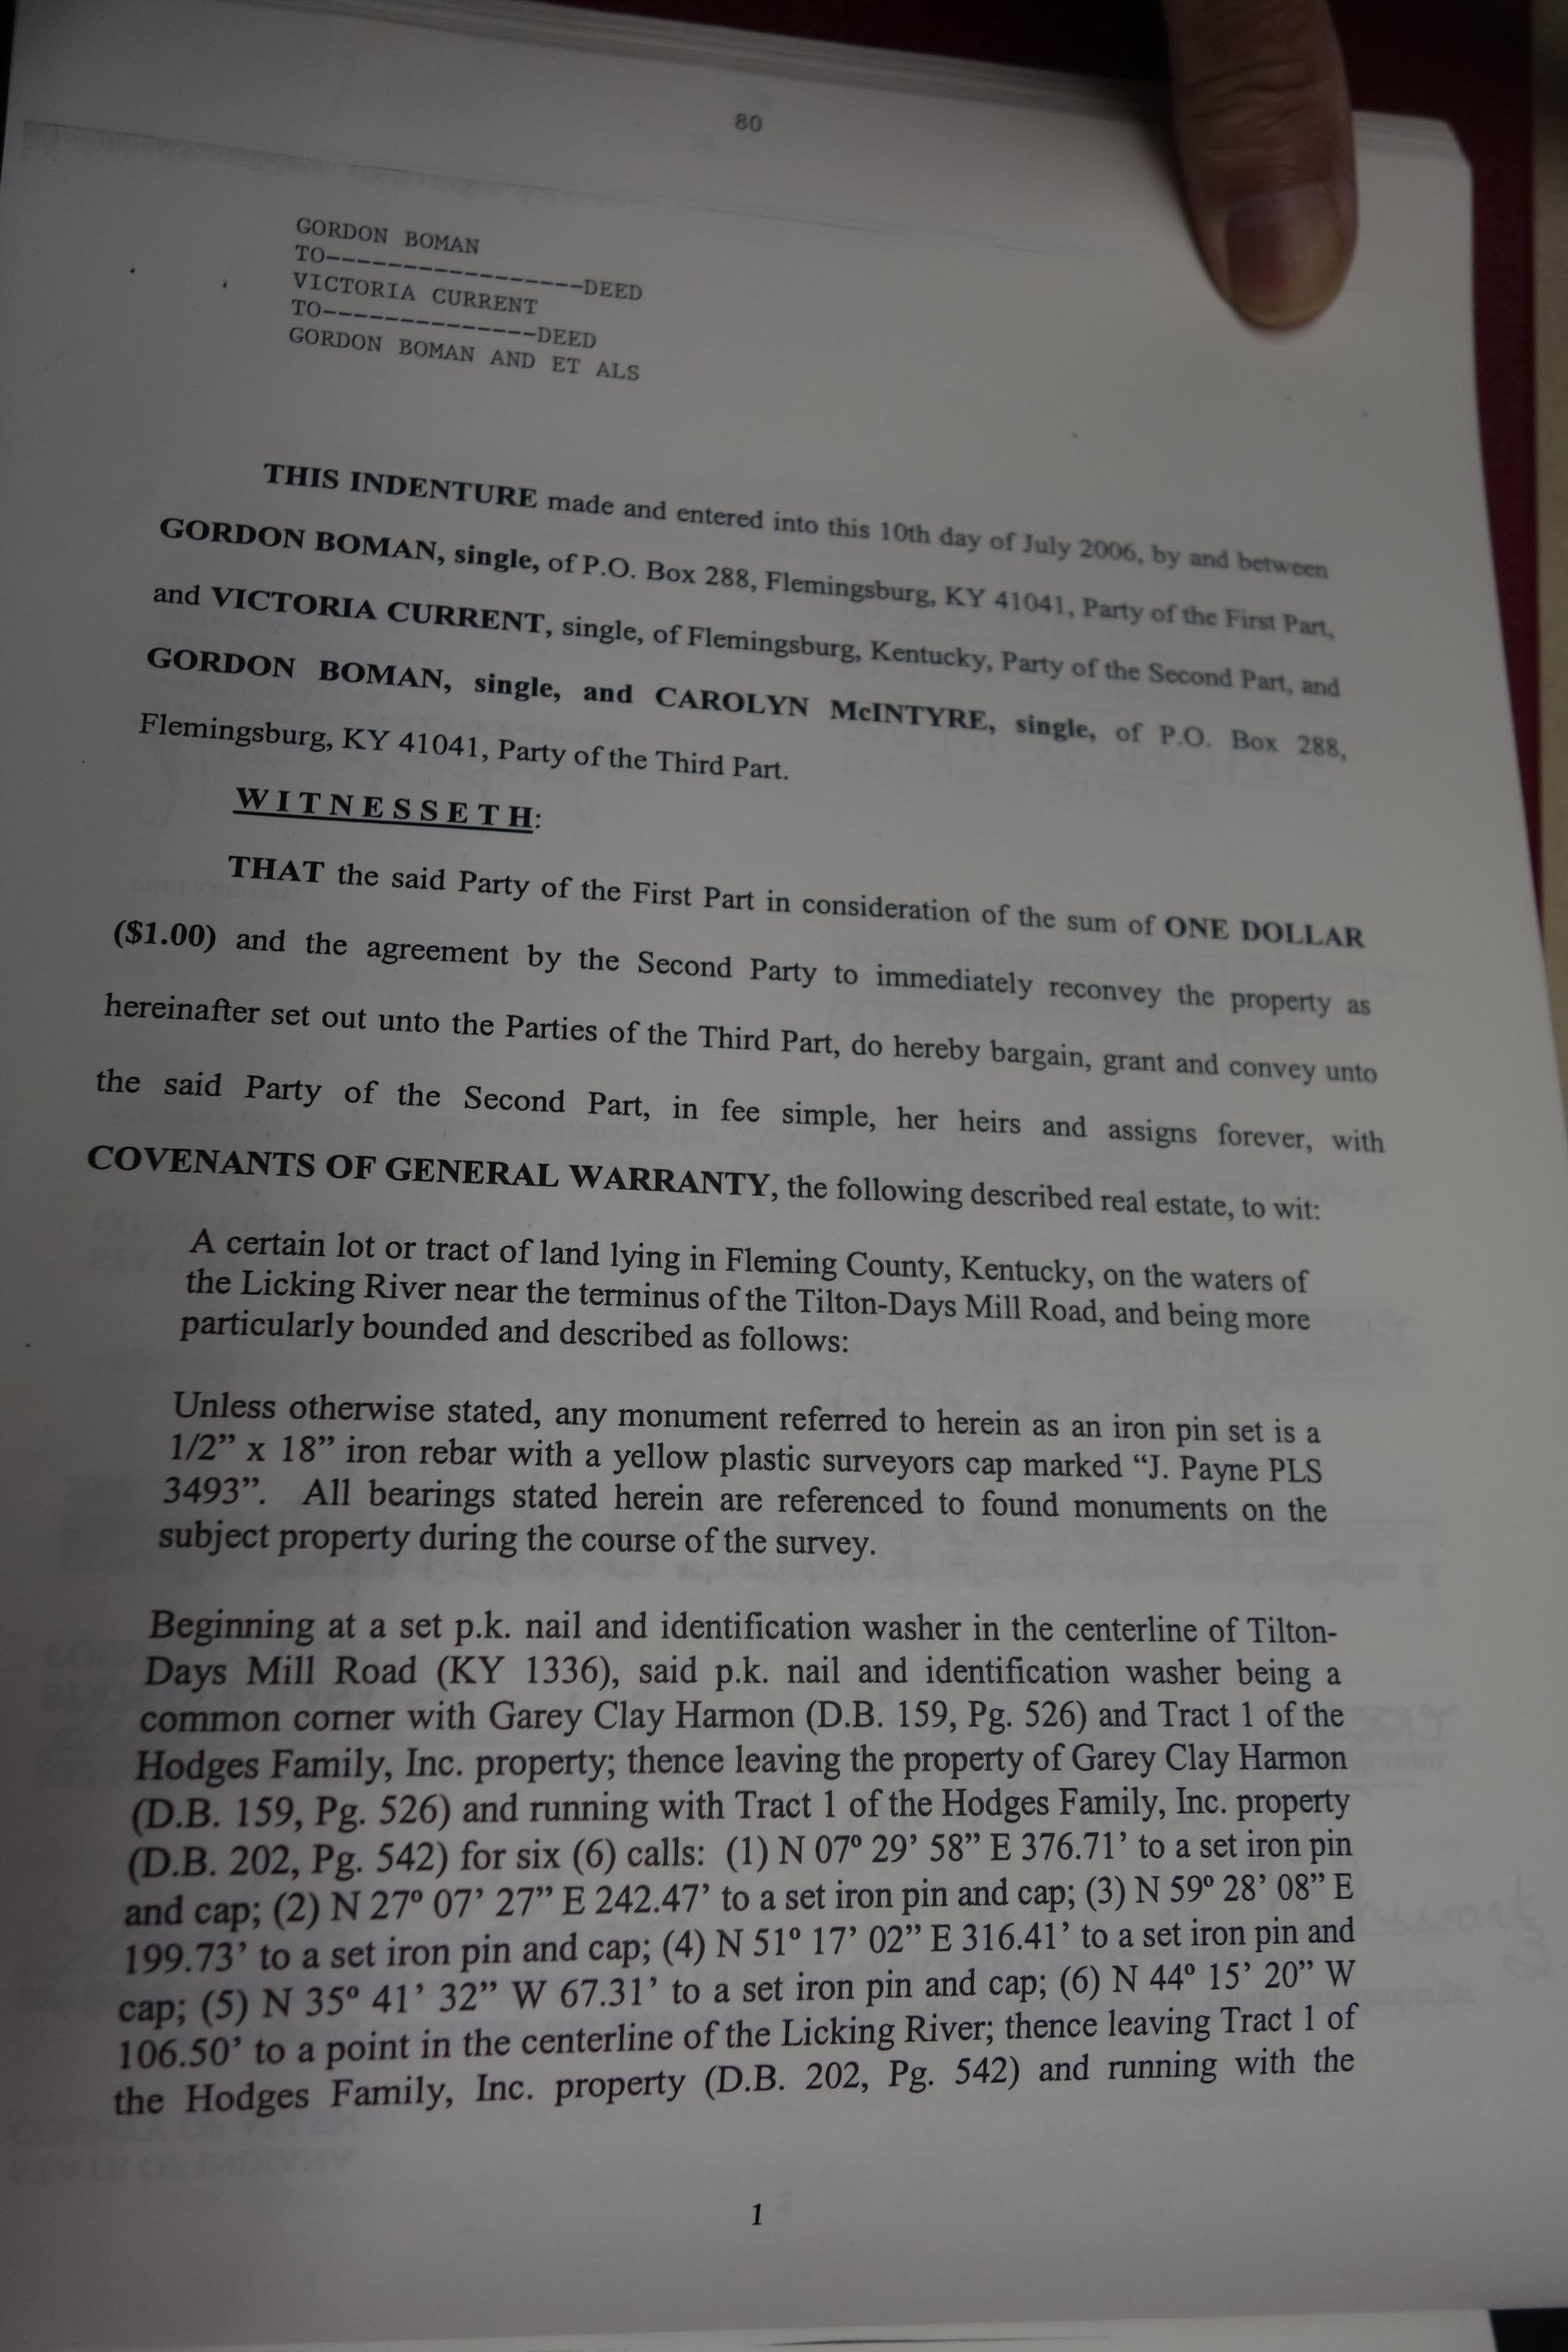 80
GORDON BOMAN
TO-----------------DEED
VICTORIA CURRENT
TO--------------DEED
GORDON BOMAN AND ET ALS
THIS INDENTURE made and entered into this 10th day of July 2006, by and between
GORDON BOMAN, single, of P.O. Box 288, Flemingsburg, KY 41041, Party of the First Part,
and VICTORIA CURRENT, single, of Flemingsburg, Kentucky, Party of the Second Part, and
GORDON BOMAN, single, and CAROLYN McINTYRE, single, of P.O. Box 288,
Flemingsburg, KY 41041, Party of the Third Part.
WITNESSETH:
THAT the said Party of the First Part in consideration of the sum of ONE DOLLAR
($1.00) and the agreement by the Second Party to immediately reconvey the property as
hereinafter set out unto the Parties of the Third Part, do hereby bargain, grant and convey unto
the said Party of the Second Part, in fee simple, her heirs and assigns forever, with
COVENANTS OF GENERAL WARRANTY, the following described real estate, to wit:
A certain lot or tract of land lying in Fleming County, Kentucky, on the waters of
the Licking River near the terminus of the Tilton-Days Mill Road, and being more
particularly bounded and described as follows:
Unless otherwise stated, any monument referred to herein as an iron pin set is a
1/2” x 18” iron rebar with a yellow plastic surveyors cap marked “J. Payne PLS
3493”. All bearings stated herein are referenced to found monuments on the
subject property during the course of the survey.
Beginning at a set p.k. nail and identification washer in the centerline of Tilton-
Days Mill Road (KY 1336), said p.k. nail and identification washer being a
common corner with Garey Clay Harmon (D.B. 159, Pg. 526) and Tract 1 of the
Hodges Family, Inc. property; thence leaving the property of Garey Clay Harmon
(D.B. 159, Pg. 526) and running with Tract 1 of the Hodges Family, Inc. property
(D.B. 202, Pg. 542) for six (6) calls: (1) N 07º 29’ 58” E 376.71’ to a set iron pin
and cap; (2) N 27º 07’ 27” E 242.47’ to a set iron pin and cap; (3) N 59º 28’ 08” E
199.73’ to a set iron pin and cap; (4) N 51º 17’ 02” E 316.41’ to a set iron pin and
cap; (5) N 35º 41’ 32” W 67.31’ to a set iron pin and cap; (6) N 44º 15’ 20” W
106.50’ to a point in the centerline of the Licking River; thence leaving Tract 1 of
the Hodges Family, Inc. property (D.B. 202, Pg. 542) and running with the
1